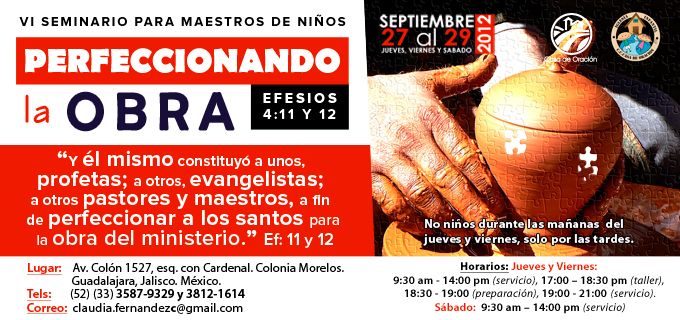 VI SEMINARIO PARA MAESTROS DE NIÑOS
PERFECCIONANDO
la OBRA
EFESIOS
4:11 Y 12
“Y él mismo constituyó a unos,
profetas; a otros, evangelistas;
a otros pastores y maestros, a fin
de perfeccionar a los santos para
la obra del ministerio.” Ef: 11 y 12
Lugar: Av. Colón 1527, esq. con Cardenal. Colonia Morelos.
Guadalajara, Jalisco. México.
Tels: (52) (33) 3587-9329 y 3812-1614
Correo: claudia.fernandezc@gmail.com
SEPTIEMBRE
27 al 29
JUEVES, VIERNES Y SABADO
2012
Casa de Oración
No niños durante las mañanas del
jueves y viernes, solo por las tardes.
Horarios: Jueves y Viernes:
9:30 am - 14:00 pm (servicio), 17:00 – 18:30 pm (taller),
18:30 - 19:00 (preparación), 19:00 - 21:00 (servicio).
Sábado: 9:30 am – 14:00 pm (servicio)